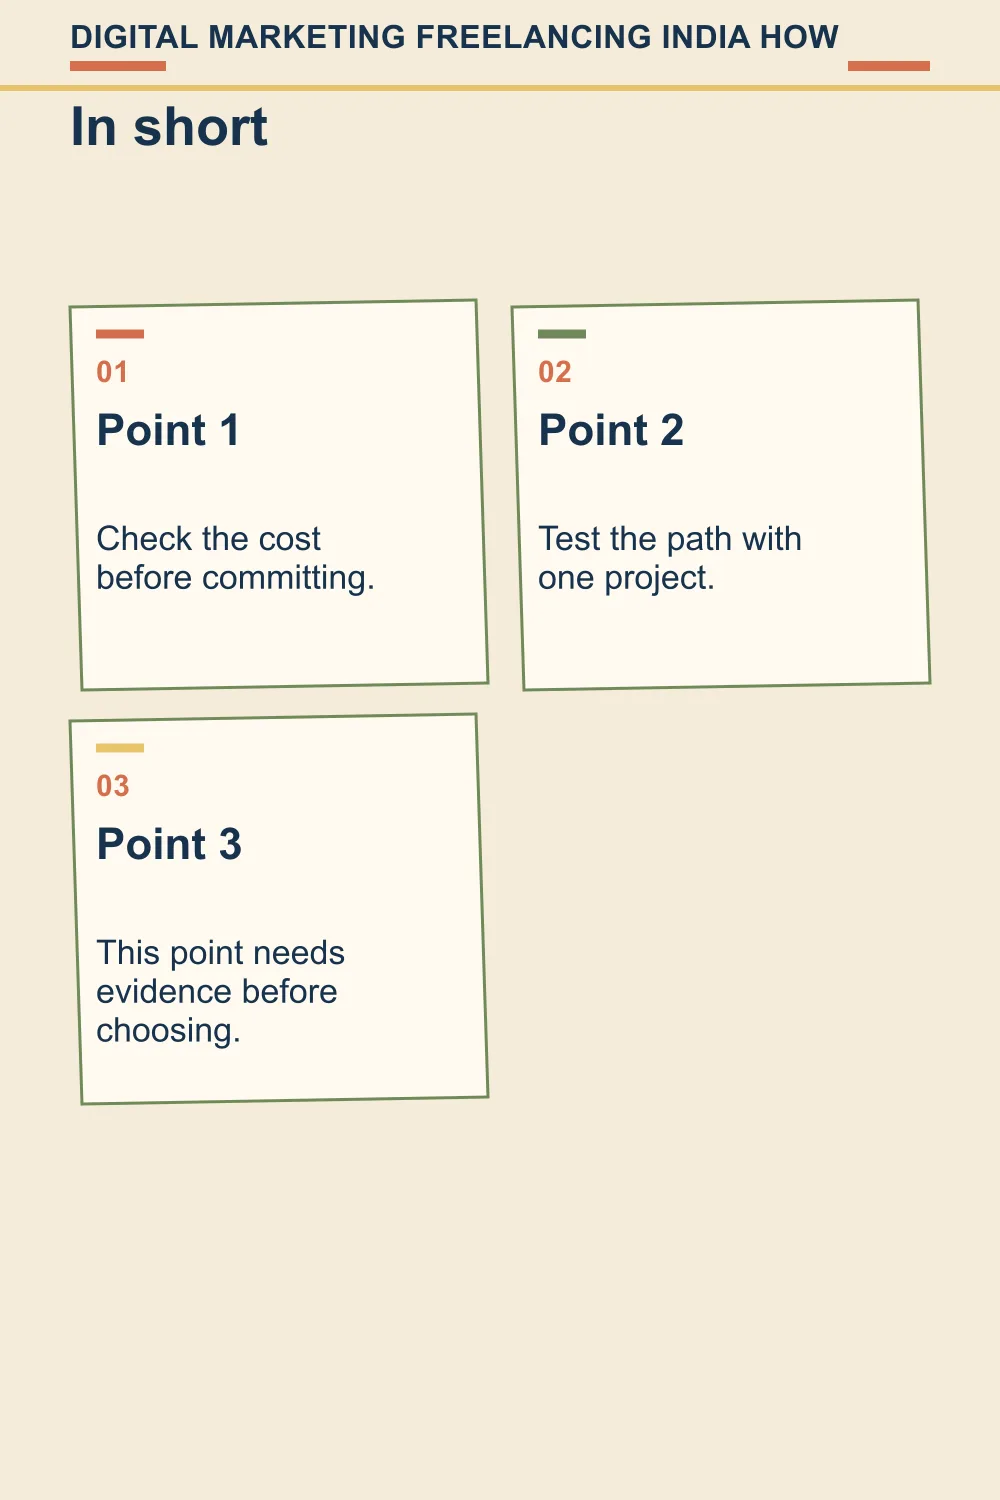 DIGITAL MARKETING FREELANCING INDIA HOW
In short
01
Point 1
Check the cost
before committing.
02
Point 2
Test the path with
one project.
03
Point 3
This point needs
evidence before
choosing.